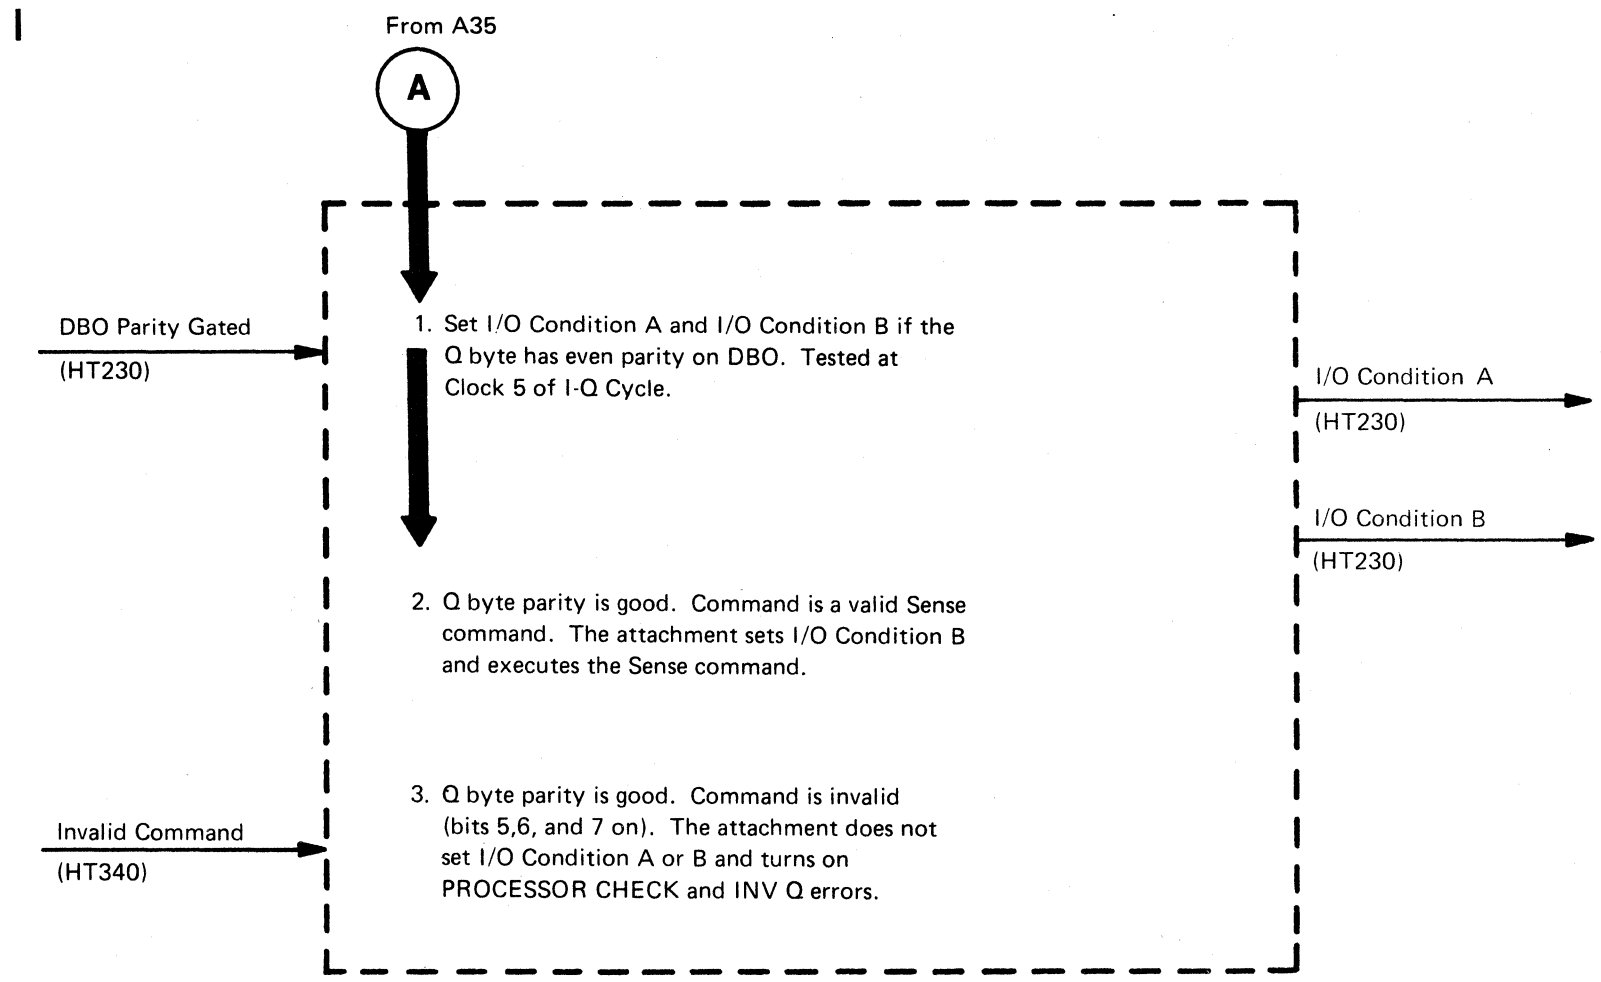 From A35
A
DBO Parity Gated
(HT230)
1. Set I/O Condition A and I/O Condition B if the
Q byte has even parity on DBO. Tested at
Clock 5 of I-Q Cycle.
I/O Condition A
(HT230)
I/O Condition B
(HT230)
2. Q byte parity is good. Command is a valid Sense
command. The attachment sets I/O Condition B
and executes the Sense command.
Invalid Command
(HT340)
3. Q byte parity is good. Command is invalid
(bits 5,6, and 7 on). The attachment does not
set I/O Condition A or B and turns on
PROCESSOR CHECK and INV Q errors.